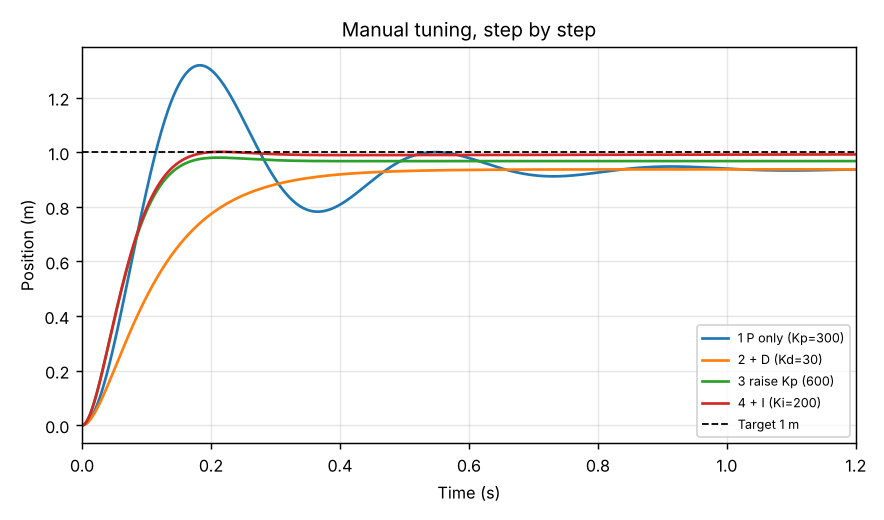 Manual tuning, step by step
Position (m)
1.2
1.0
0.8
0.6
0.4
0.2
0.0
1 P only (Kp=300)
2 + D (Kd=30)
3 raise Kp (600)
4 + I (Ki=200)
Target 1 m
0.0 0.2 0.4 0.6 0.8 1.0 1.2
Time (s)